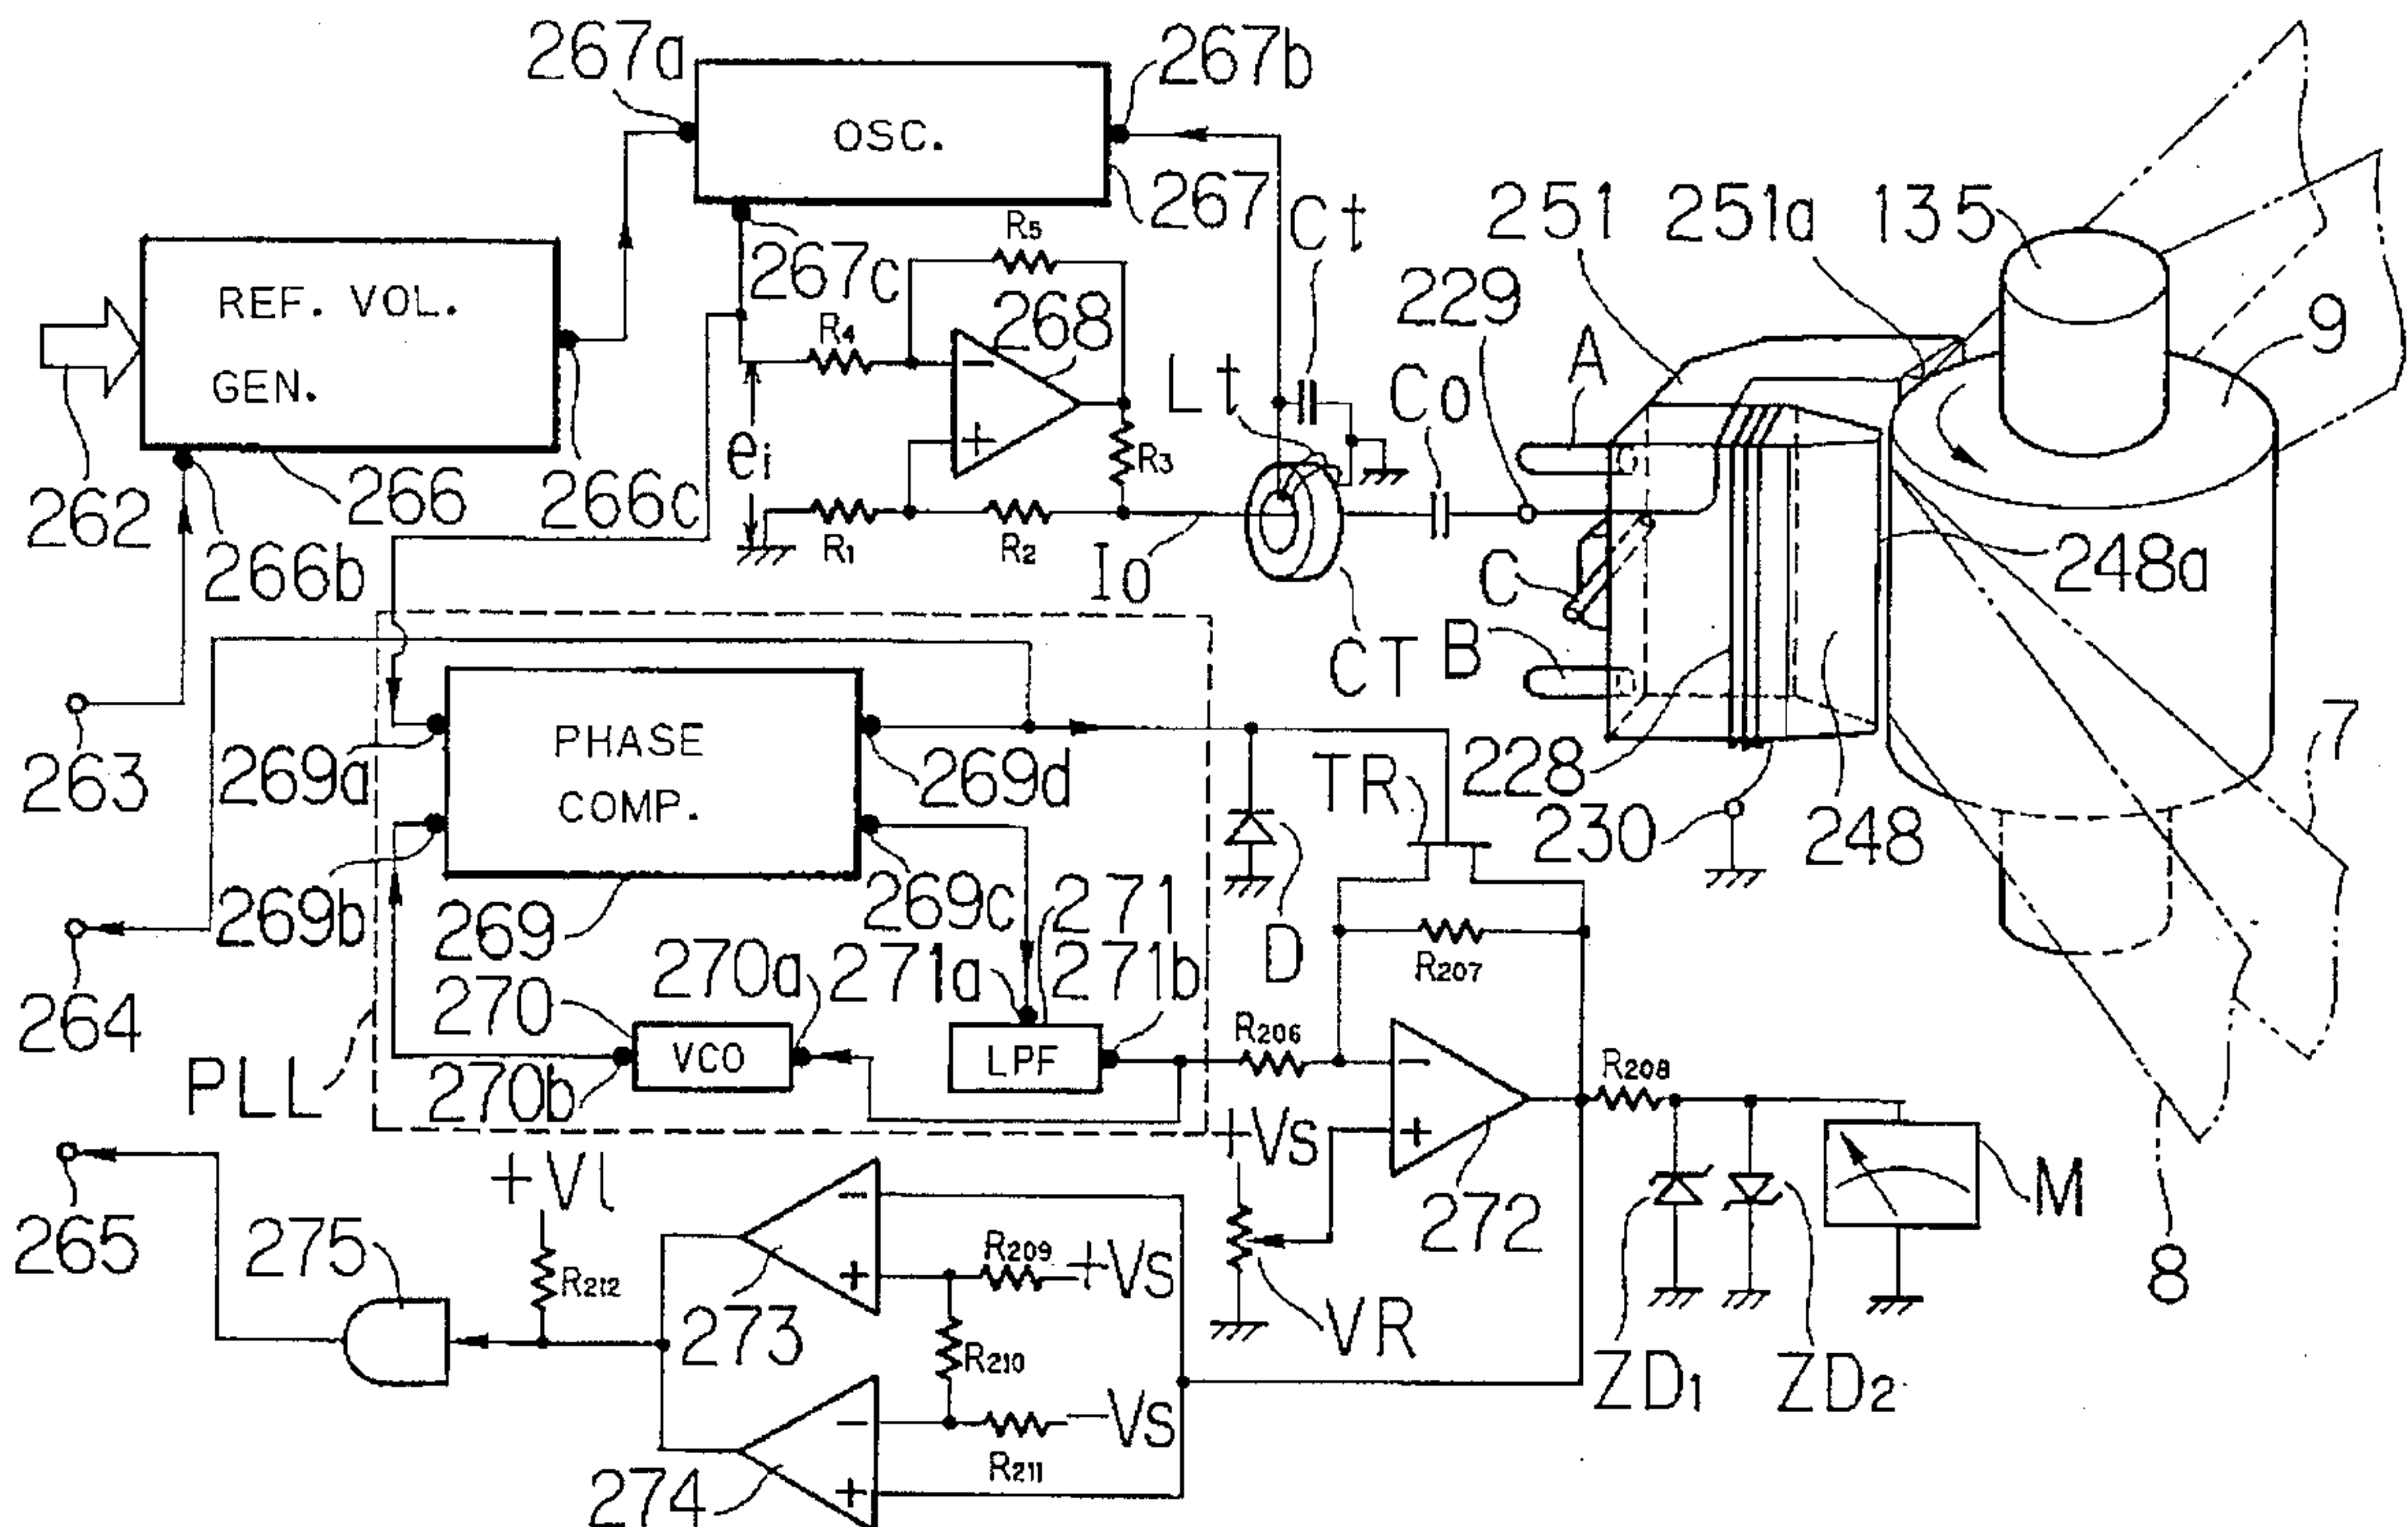 267a
267b
OSC.
267
Ct
251
251a
135
R5
267c
229
9
REF. VOL.
GEN.
R4
268
A
Lt
Co
ei
R3
262
266
266c
R1
R2
Io
248a
266b
C
CT
B
7
PHASE
COMP.
263
269a
269d
TR
228
230
248
269b
269
269c
271
271b
D
R207
264
270
270a
271a
R206
VCO
LPF
R208
PLL
270b
+Vs
+Vl
M
265
275
272
8
R212
R209
+Vs
273
VR
R210
ZD1
ZD2
-Vs
R211
274
-
+
-
+
-
+
-
+